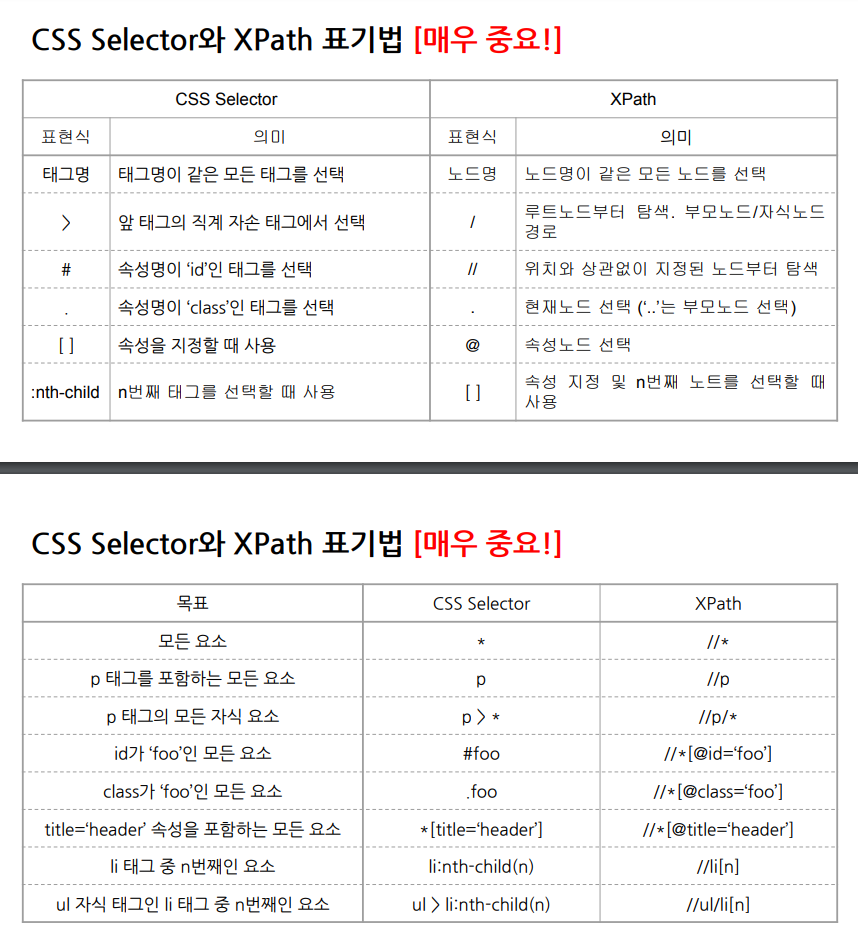 CSS Selector와 XPath 표기법 [매우 중요!]
CSS Selector XPath
표현식 의미 표현식 의미
태그명 태그명이 같은 모든 태그를 선택 노드명 노드명이 같은 모든 노드를 선택
〉 앞 태그의 직계 자손 태그에서 선택 / 루트노드부터 탐색. 부모노드/자식노드
경로
# 속성명이 ‘id’인 태그를 선택 // 위치와 상관없이 지정된 노드부터 탐색
. 속성명이 ‘class’인 태그를 선택 . 현재노드 선택 (‘..’는 부모노드 선택)
[ ] 속성을 지정할 때 사용 @ 속성노드 선택
:nth-child n번째 태그를 선택할 때 사용 [ ] 속성 지정 및 n번째 노트를 선택할 때
사용
CSS Selector와 XPath 표기법 [매우 중요!]
목표 CSS Selector XPath
모든 요소 * //*
p 태그를 포함하는 모든 요소 p //p
p 태그의 모든 자식 요소 p 〉* //p/*
id가 ‘foo’인 모든 요소 #foo //*[@id=‘foo’]
class가 ‘foo’인 모든 요소 .foo //*[@class=‘foo’]
title=‘header’ 속성을 포함하는 모든 요소 *[title=‘header’] //*[@title=‘header’]
li 태그 중 n번째인 요소 li:nth-child(n) //li[n]
ul 자식 태그인 li 태그 중 n번째인 요소 ul 〉li:nth-child(n) //ul/li[n]